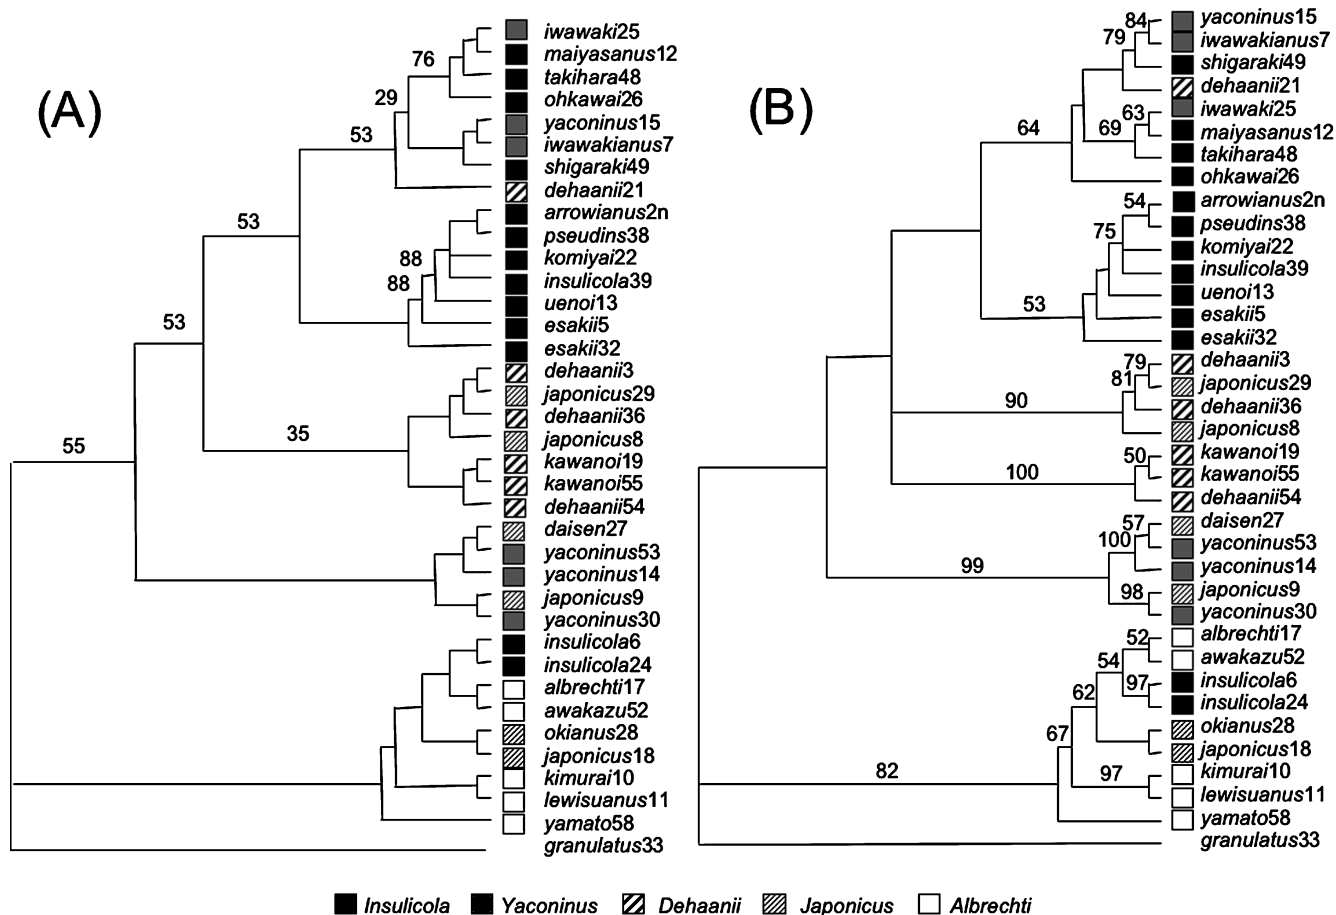 (A)
76
29
53
53
88
88
53
35
55
iwawaki25
maiyasanus12
takihara48
ohkawai26
yaconinus15
iwawakianus7
shigaraki49
dehaanii21
arrowianus2n
pseudins38
komiyai22
insulicola39
uenoi13
esakii5
esakii32
dehaanii3
japonicus29
dehaanii36
japonicus8
kawanoi19
kawanoi55
dehaanii54
daisen27
yaconinus53
yaconinus14
japonicus9
yaconinus30
insulicola6
insulicola24
albrechti17
awakazu52
okianus28
japonicus18
kimurai10
lewisuanus11
yamato58
granulatus33
(B)
84
79
64
63
69
54
75
53
79
81
90
50
100
57
100
99
98
52
54
97
62
67
97
82
yaconinus15
iwawakianus7
shigaraki49
dehaanii21
iwawaki25
maiyasanus12
takihara48
ohkawai26
arrowianus2n
pseudins38
komiyai22
insulicola39
uenoi13
esakii5
esakii32
dehaanii3
japonicus29
dehaanii36
japonicus8
kawanoi19
kawanoi55
dehaanii54
daisen27
yaconinus53
yaconinus14
japonicus9
yaconinus30
albrechti17
awakazu52
insulicola6
insulicola24
okianus28
japonicus18
kimurai10
lewisuanus11
yamato58
granulatus33
Insulicola Yaconinus Dehaanii Japonicus Albrechti